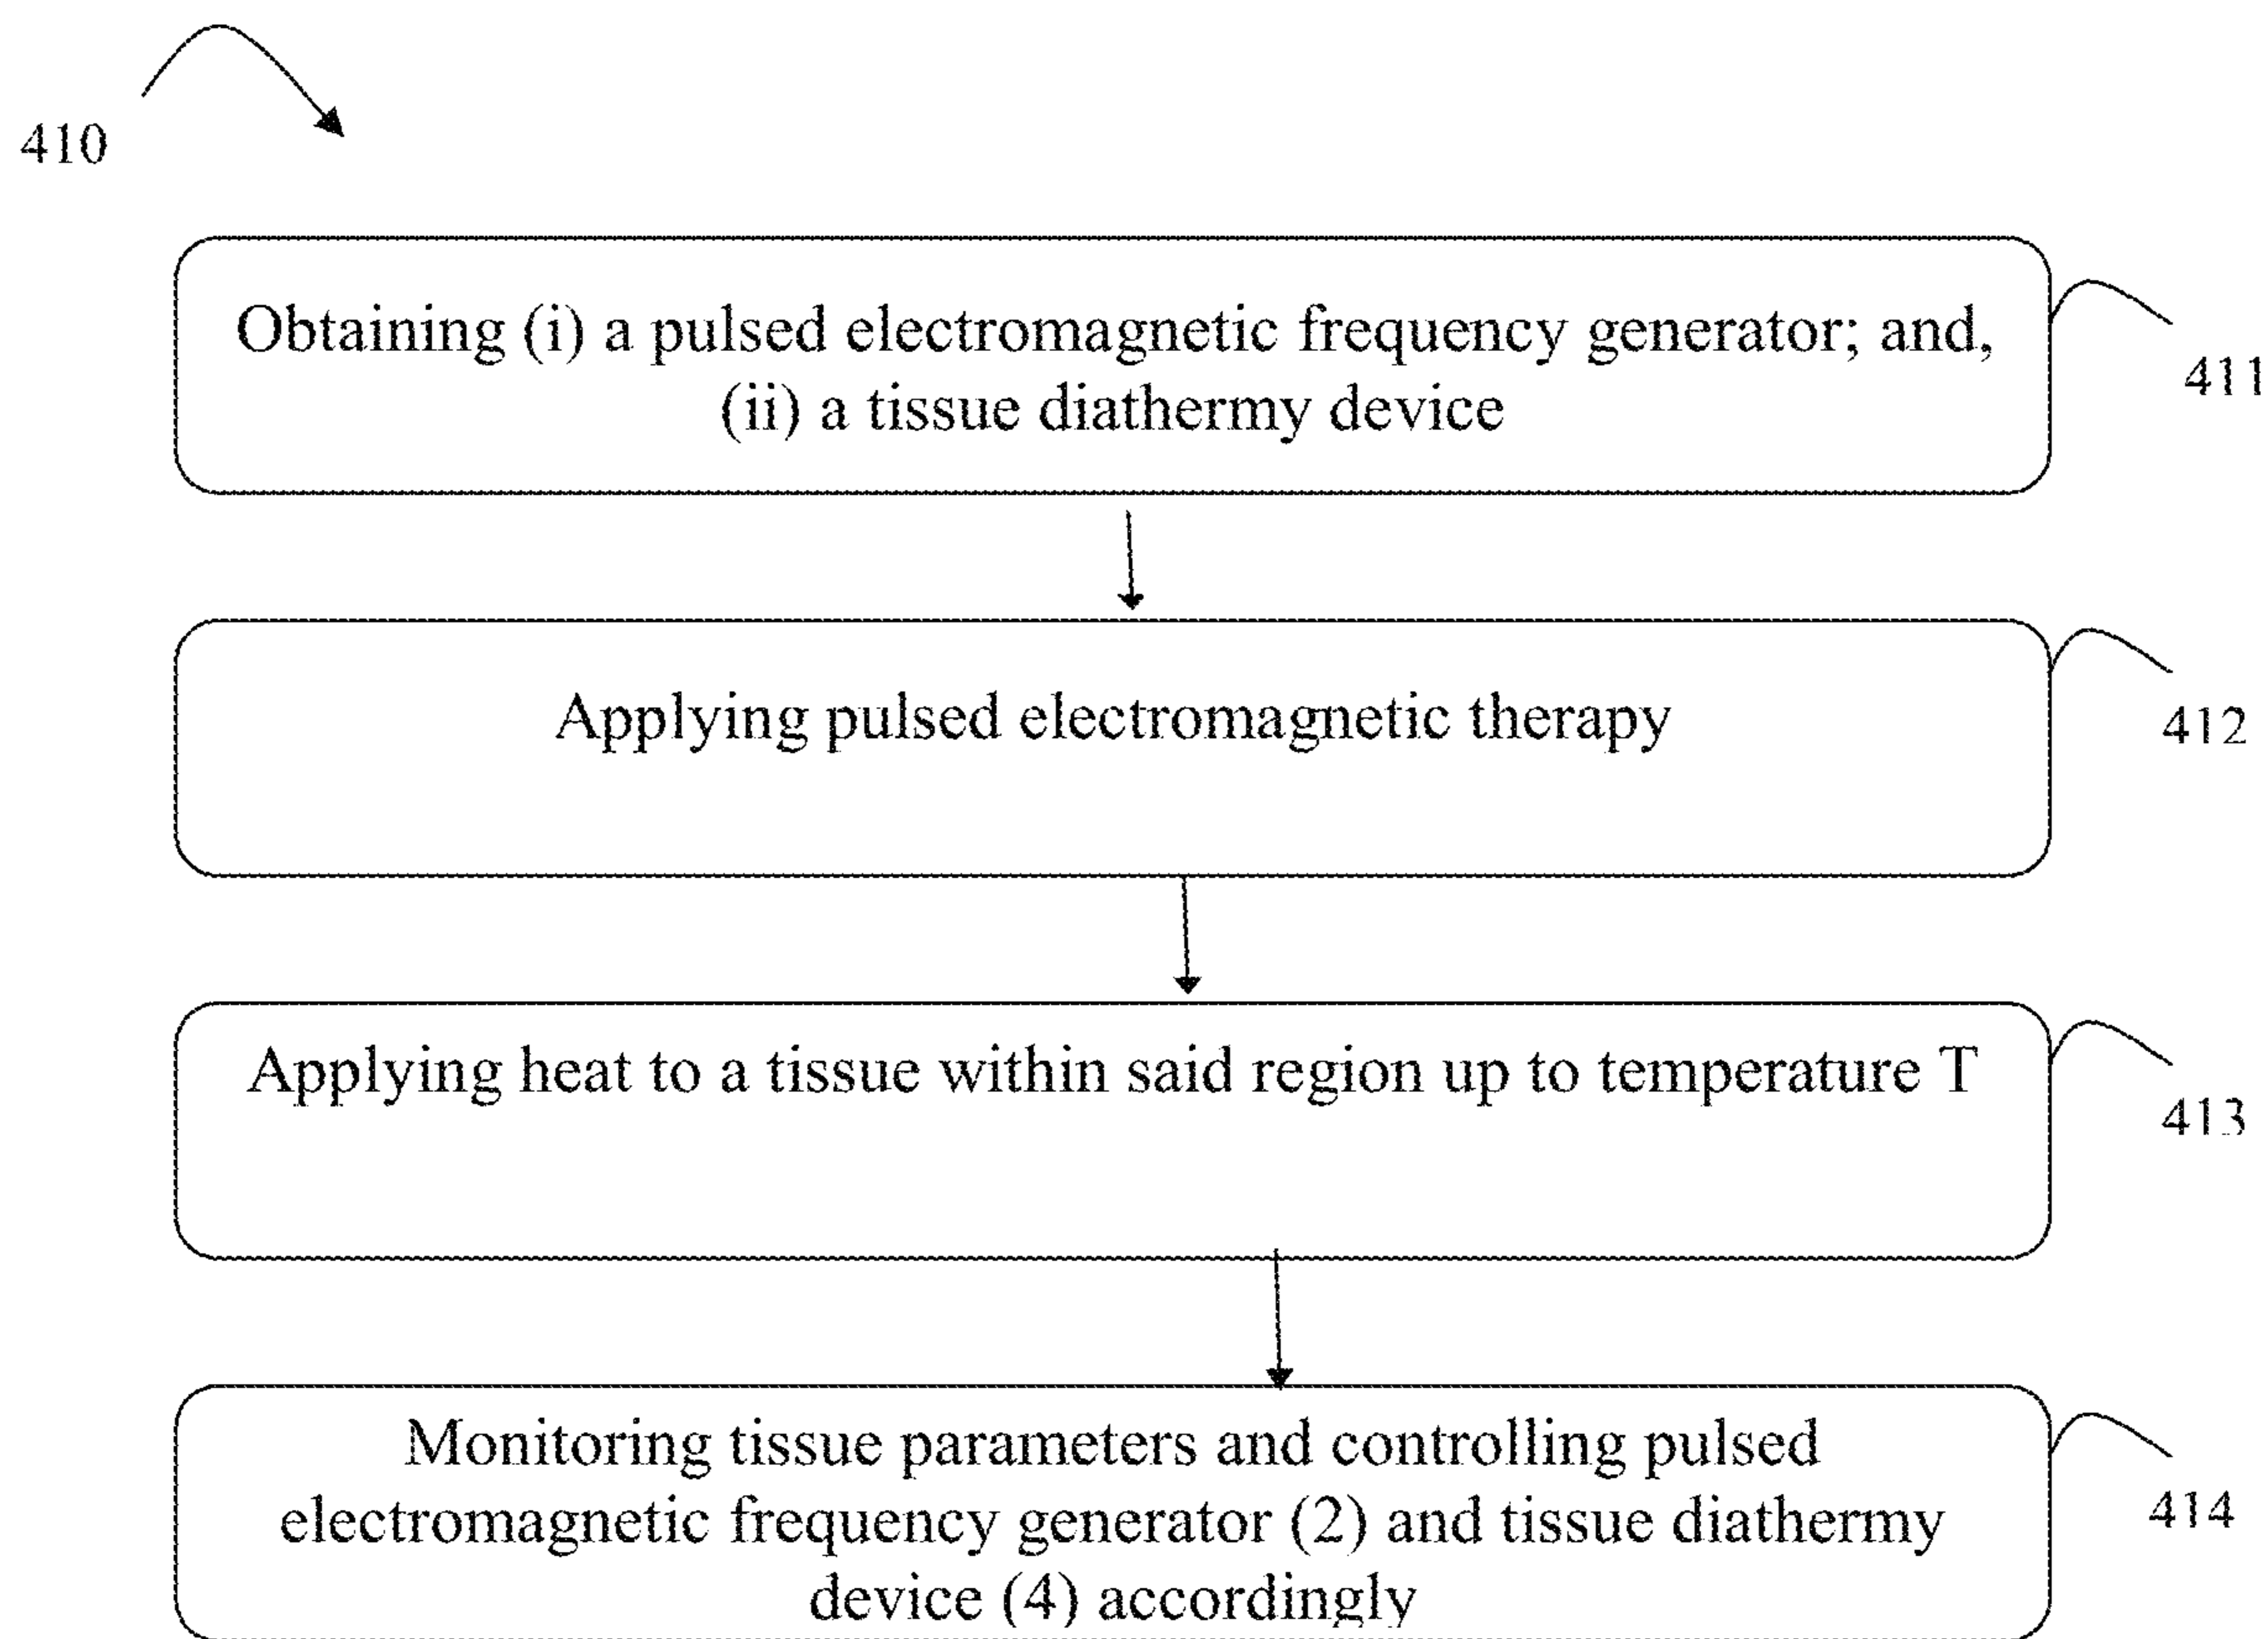 410
Obtaining (i) a pulsed electromagnetic frequency generator; and,
(ii) a tissue diathermy device
411
Applying pulsed electromagnetic therapy
412
Applying heat to a tissue within said region up to temperature T
413
Monitoring tissue parameters and controlling pulsed
electromagnetic frequency generator (2) and tissue diathermy
device (4) accordingly
414